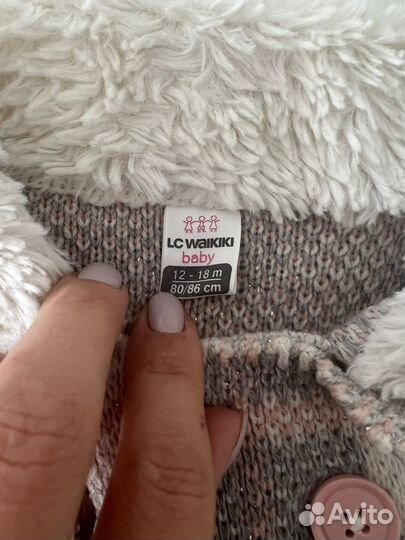 LC WAIKIKI
baby
12 - 18 m
80/86 cm
Avito